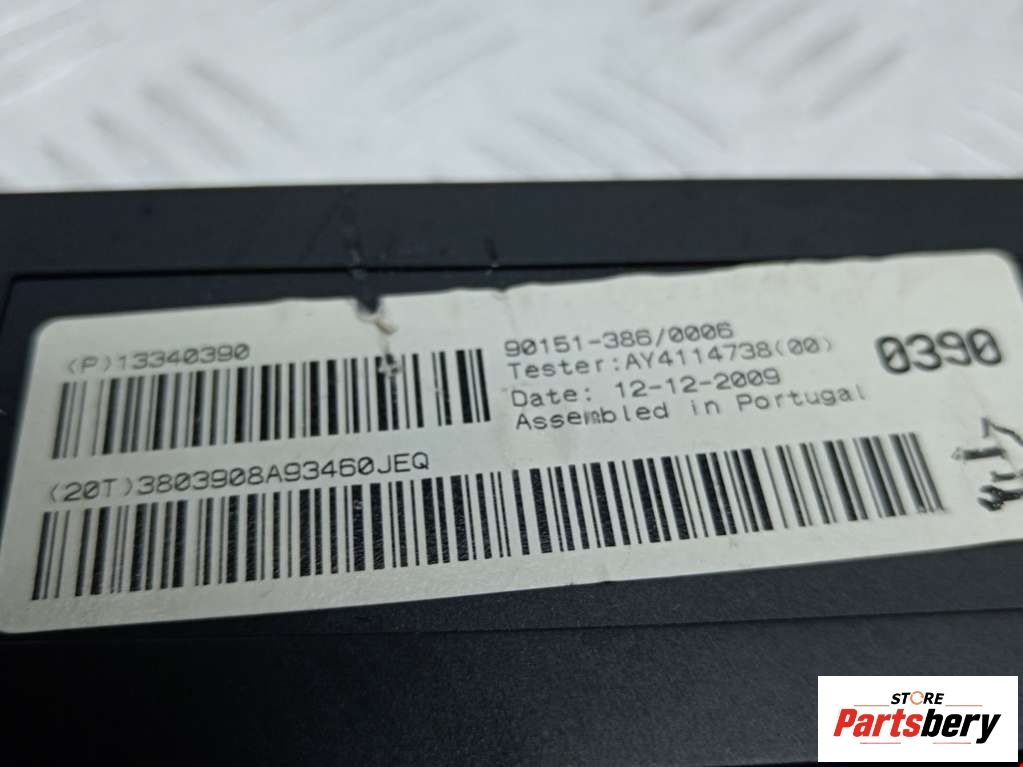 (P)13340390
90151-386/0006
Tester:AY4114738(00)
Date: 12-12-2009
Assembled in Portugal
0390
(20T)3803908A93460JEQ
STORE
Partsbery